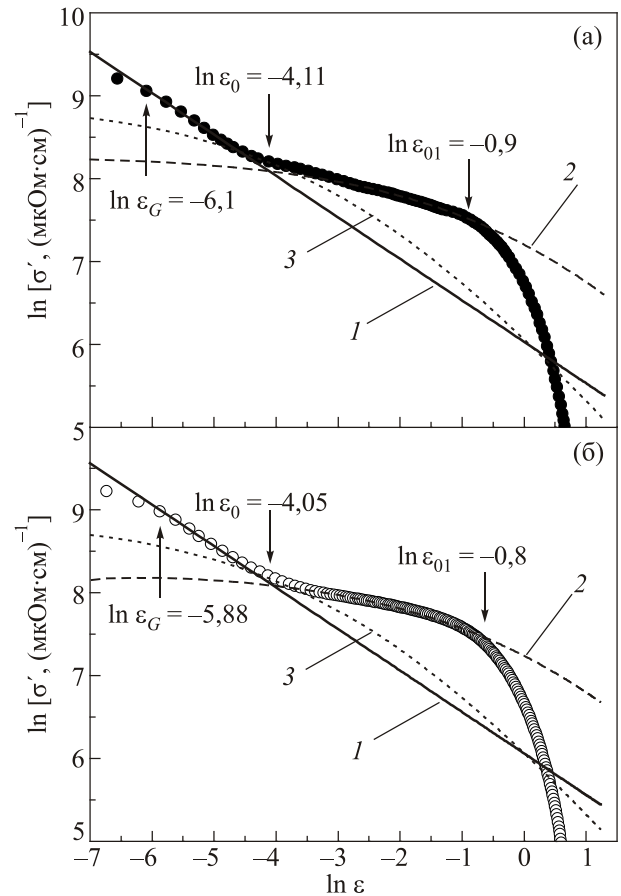 10
(а)
ln ε₀ = –4,11
9
ln ε₀₁ = –0,9
ln [σ′, (мкОм·см)⁻¹
8
2
ln ε_G = –6,1
7
3
1
6
5
(б)
ln ε₀ = –4,05
9
ln ε₀₁ = –0,8
ln [σ′, (мкОм·см)⁻¹
8
2
ln ε_G = –5,88
7
3
1
6
5
–7 –6 –5 –4 –3 –2 –1 0 1
ln ε